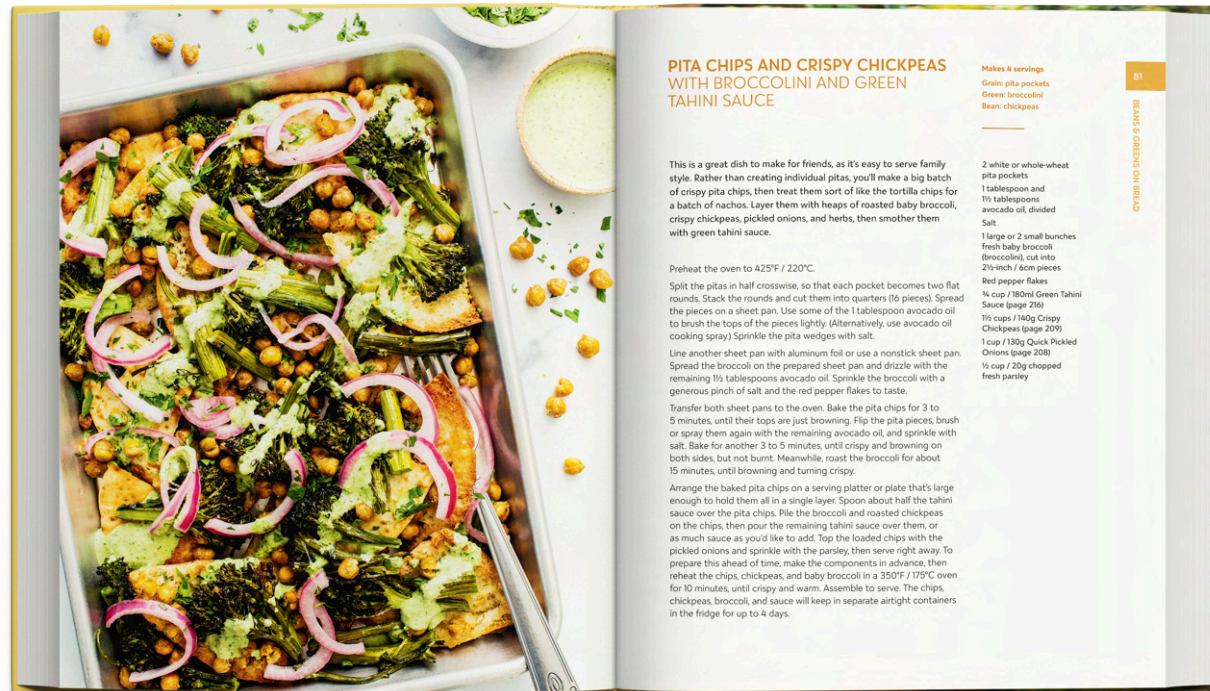 PITA CHIPS AND CRISPY CHICKPEAS
WITH BROCCOLINI AND GREEN
TAHINI SAUCE
This is a great dish to make for friends, as it's easy to serve family
style. Rather than creating individual pitas, you'll make a big batch
of crispy pita chips, then treat them sort of like the tortilla chips for
a batch of nachos. Layer them with heaps of roasted baby broccoli,
crispy chickpeas, pickled onions, and herbs, then smother them
with green tahini sauce.
Preheat the oven to 425°F / 220°C.
Split the pitas in half crosswise, so that each pocket becomes two flat
rounds. Stack the rounds and cut them into quarters (16 pieces). Spread
the pieces on a sheet pan. Use some of the 1 tablespoon avocado oil
to brush the tops of the pieces lightly. (Alternatively, use avocado oil
cooking spray.) Sprinkle the pita wedges with salt.
Line another sheet pan with aluminum foil or use a nonstick sheet pan.
Spread the broccoli on the prepared sheet pan and drizzle with the
remaining 1½ tablespoons avocado oil. Sprinkle the broccoli with a
generous pinch of salt and the red pepper flakes to taste.
Transfer both sheet pans to the oven. Bake the pita chips for 3 to
5 minutes, until their tops are just browning. Flip the pita pieces, brush
or spray them again with the remaining avocado oil, and sprinkle with
salt. Bake for another 3 to 5 minutes, until crispy and browning on
both sides, but not burnt. Meanwhile, roast the broccoli for about
15 minutes, until browning and turning crispy.
Arrange the baked pita chips on a serving platter or plate that's large
enough to hold them all in a single layer. Spoon about half the tahini
sauce over the pita chips. Pile the broccoli and roasted chickpeas
on the chips, then pour the remaining tahini sauce over them, or
as much sauce as you'd like to add. Top the loaded chips with the
pickled onions and sprinkle with the parsley, then serve right away. To
prepare this ahead of time, make the components in advance, then
reheat the chips, chickpeas, and baby broccoli in a 350°F / 175°C oven
for 10 minutes, until crispy and warm. Assemble to serve. The chips,
chickpeas, broccoli, and sauce will keep in separate airtight containers
in the fridge for up to 4 days.
Makes 4 servings
Grain: pita pockets
Green: broccolini
Bean: chickpeas
2 white or whole-wheat
pita pockets
1 tablespoon and
1½ tablespoons
avocado oil, divided
Salt
1 large or 2 small bunches
fresh baby broccoli
(broccolini), cut into
2½-inch / 6cm pieces
Red pepper flakes
¾ cup / 180ml Green Tahini
Sauce (page 216)
1½ cups / 140g Crispy
Chickpeas (page 209)
1 cup / 130g Quick Pickled
Onions (page 208)
½ cup / 20g chopped
fresh parsley
81
BEANS & GREENS ON BREAD